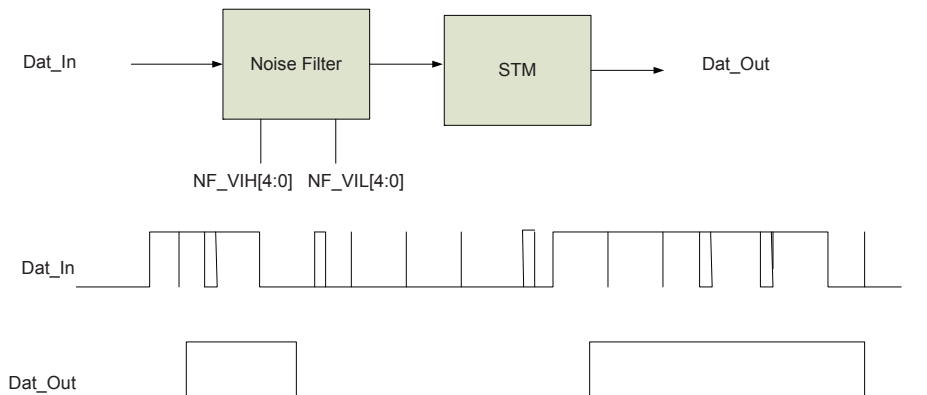 Dat_In
Noise Filter
STM
Dat_Out
NF_VIH[4:0]
NF_VIL[4:0]
Dat_In
Dat_Out